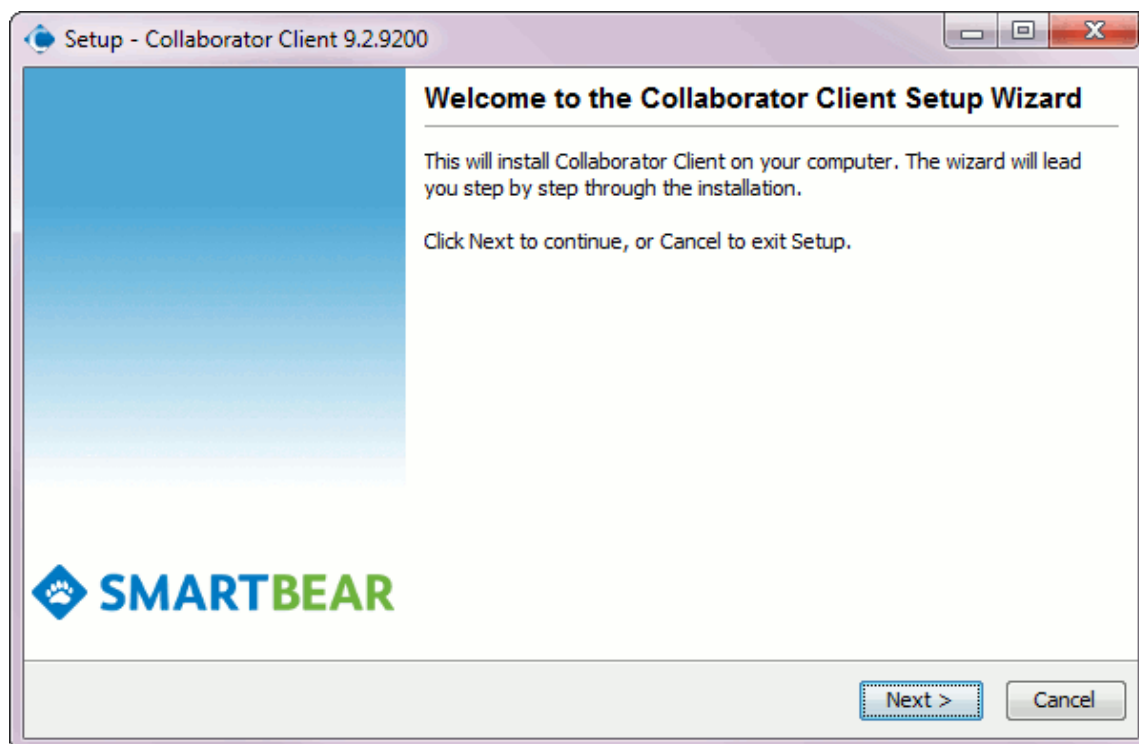 Setup - Collaborator Client 9.2.9200
Welcome to the Collaborator Client Setup Wizard
This will install Collaborator Client on your computer. The wizard will lead
you step by step through the installation.
Click Next to continue, or Cancel to exit Setup.
SMARTBEAR
Next >
Cancel